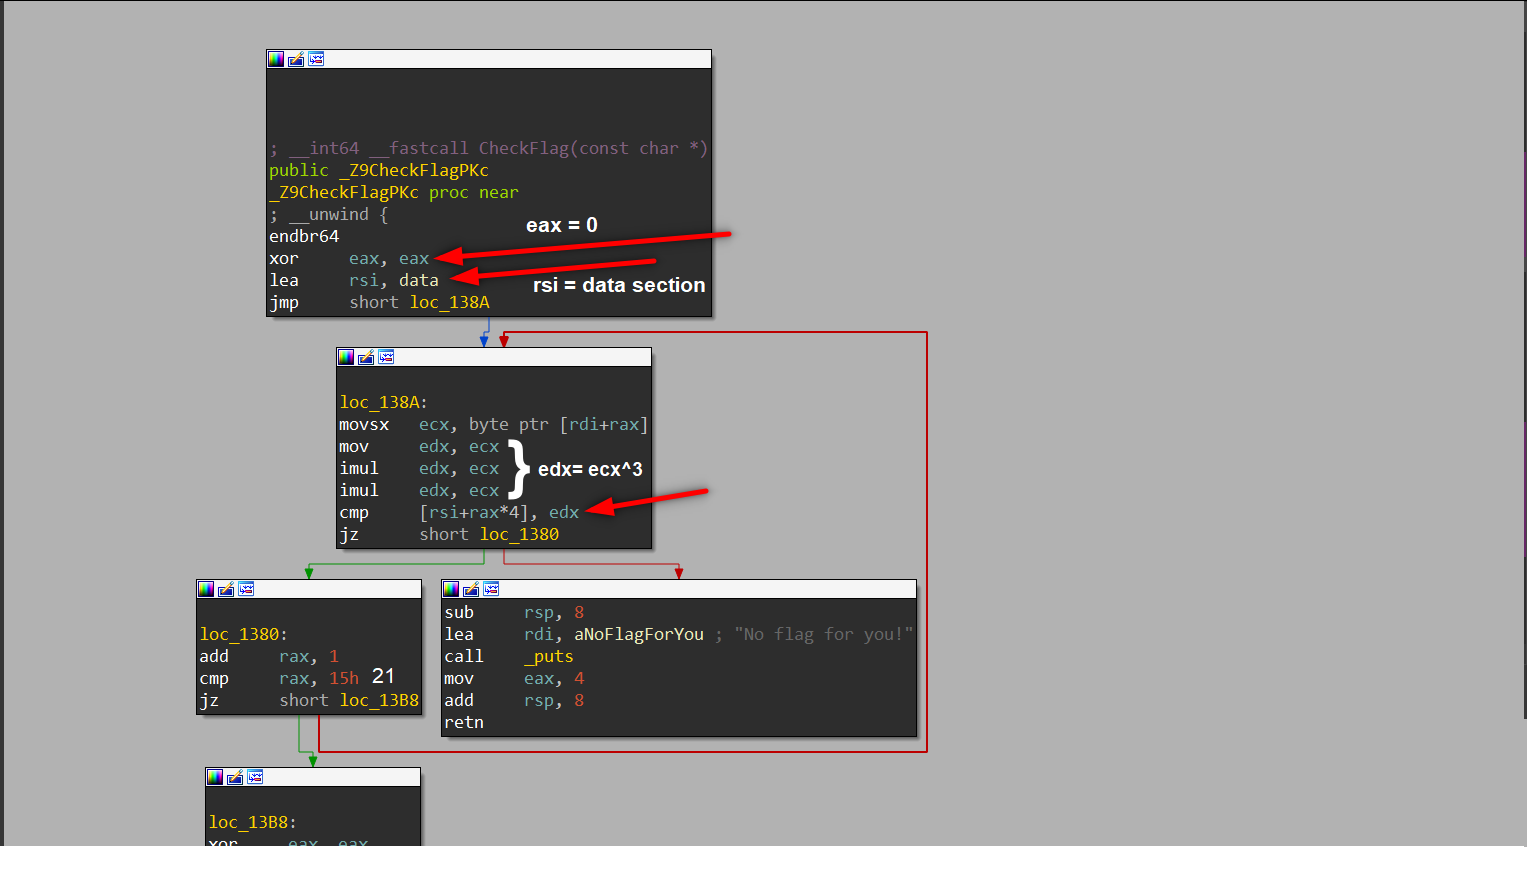 ; __int64 __fastcall CheckFlag(const char *)
public _Z9CheckFlagPKc
_Z9CheckFlagPKc proc near
; __unwind {
eax = 0
endbr64
xor eax, eax
lea rsi, data
rsi = data section
jmp short loc_138A
loc_138A:
movsx ecx, byte ptr [rdi+rax]
mov edx, ecx
imul edx, ecx
} edx= ecx^3
imul edx, ecx
cmp [rsi+rax*4], edx
jz short loc_1380
loc_1380:
add rax, 1
cmp rax, 15h 21
jz short loc_13B8
sub rsp, 8
lea rdi, aNoFlagForYou ; "No flag for you!"
call _puts
mov eax, 4
add rsp, 8
retn
loc_13B8:
xor eax, eax